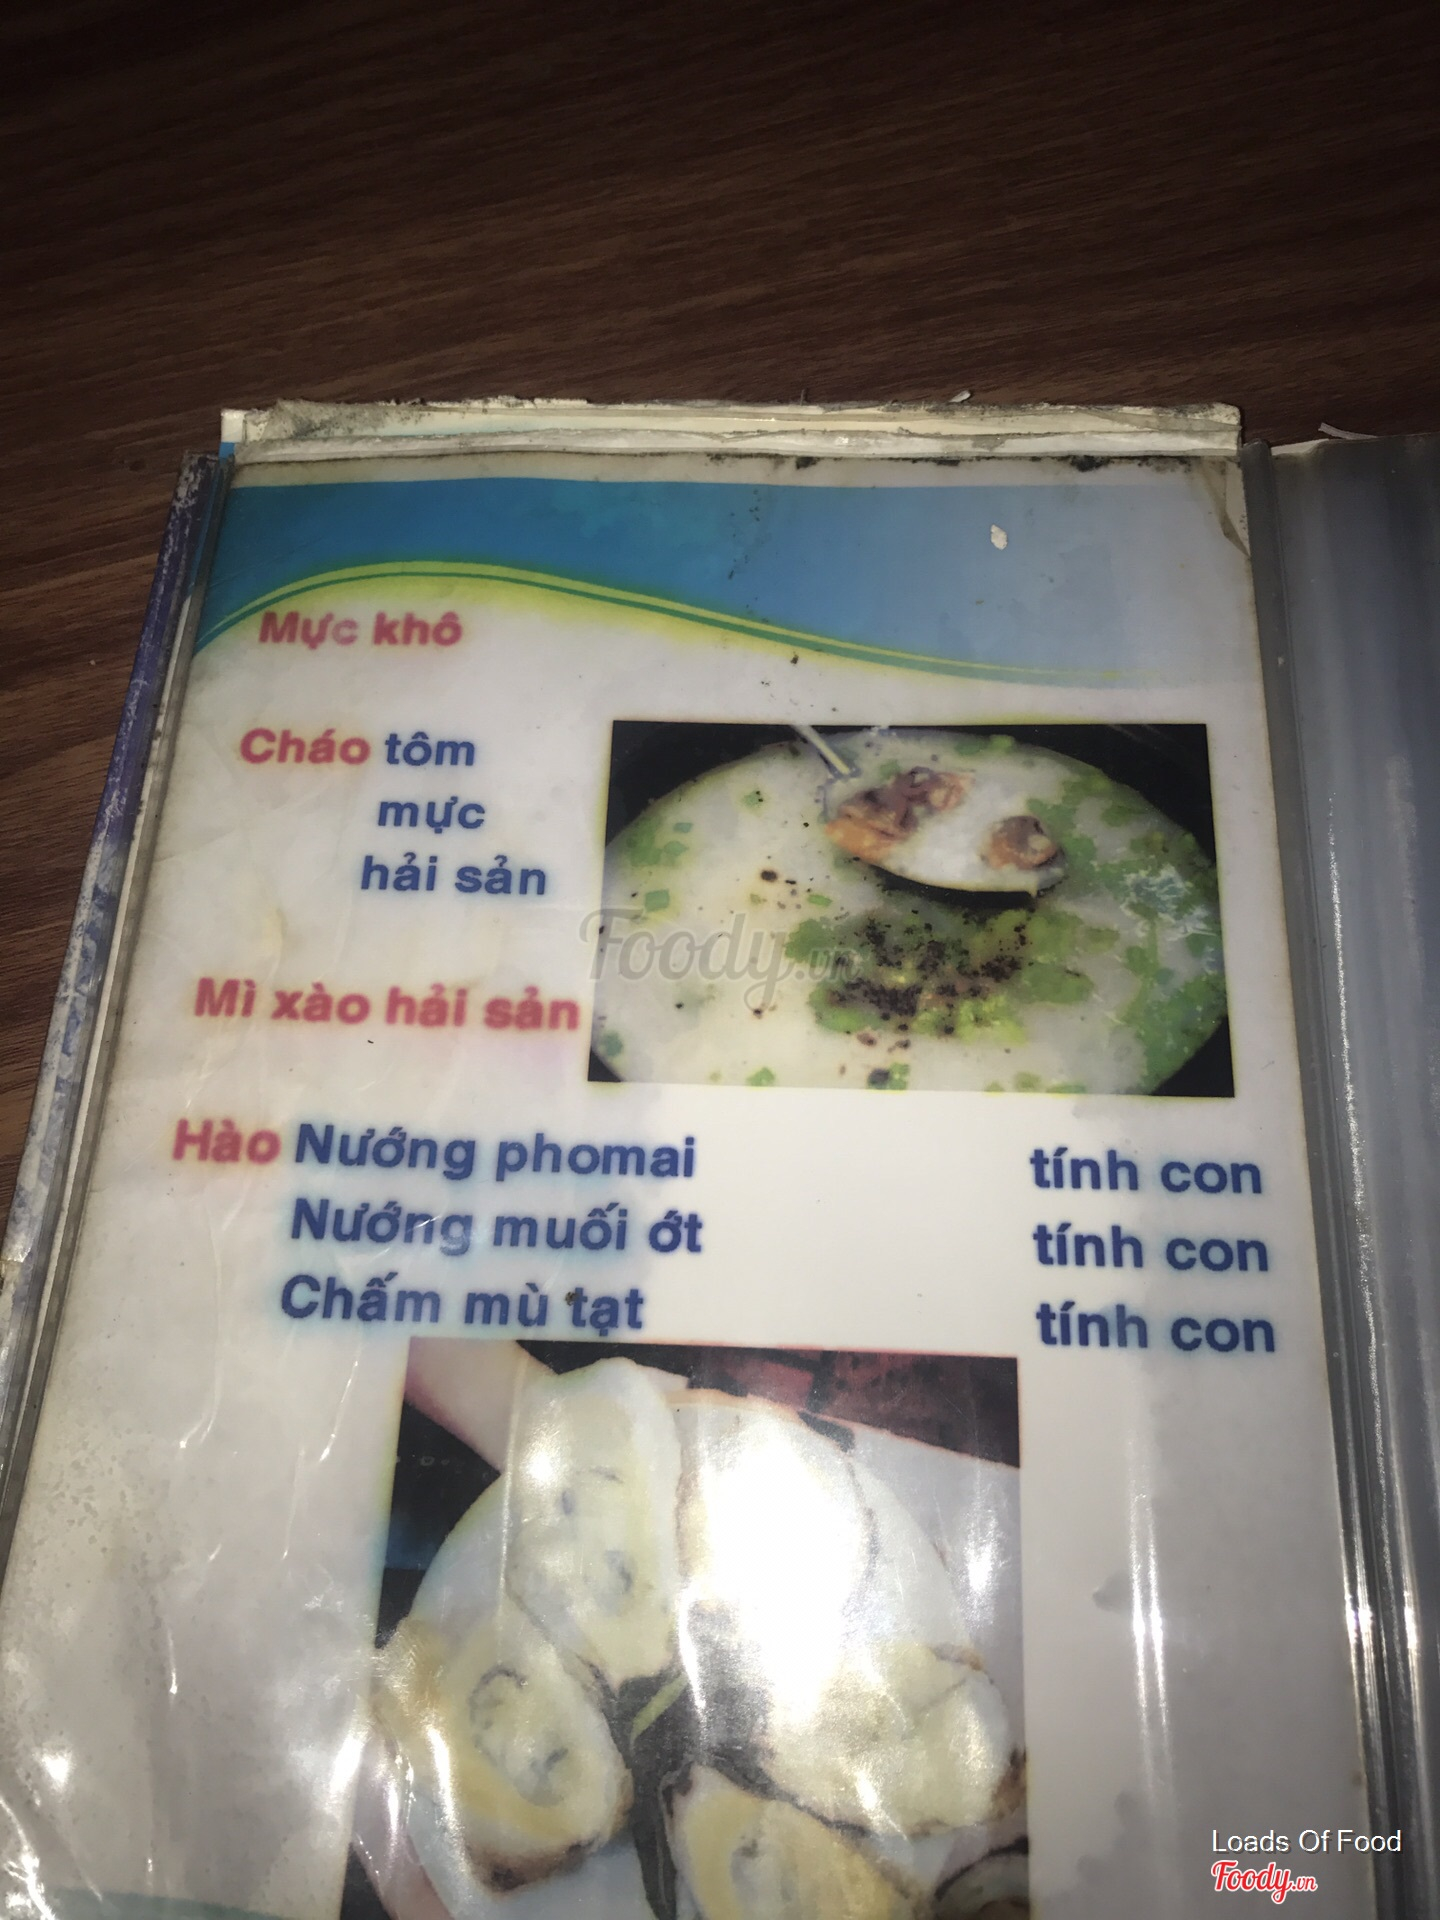 Mực khô
Cháo tôm
mực
hải sản
Foody.vn
Mì xào hải sản
Hào Nướng phomai tính con
Nướng muối ớt tính con
Chấm mù tạt tính con
Loads Of Food
Foody.vn